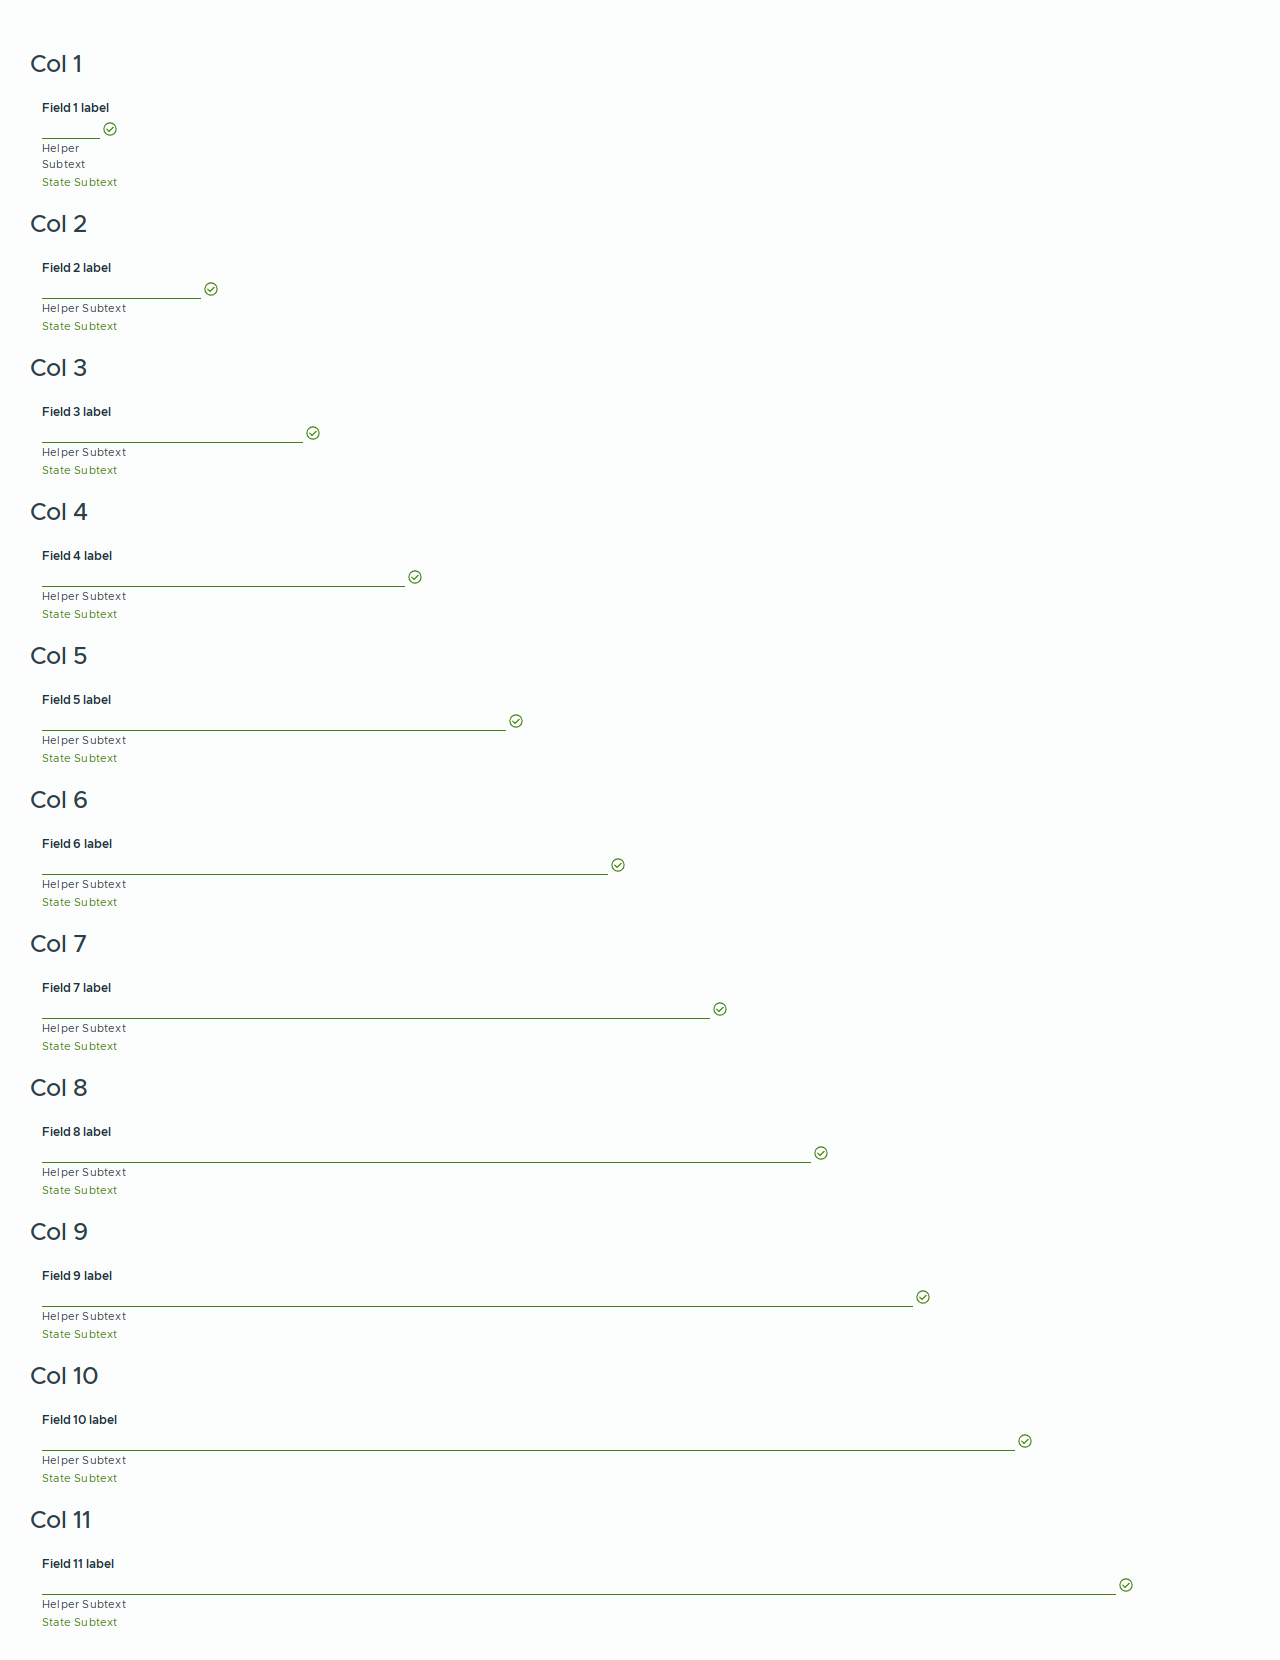 Col 1
Field 1 label
Helper
Subtext
State Subtext
Col 2
Field 2 label
Helper Subtext
State Subtext
Col 3
Field 3 label
Helper Subtext
State Subtext
Col 4
Field 4 label
Helper Subtext
State Subtext
Col 5
Field 5 label
Helper Subtext
State Subtext
Col 6
Field 6 label
Helper Subtext
State Subtext
Col 7
Field 7 label
Helper Subtext
State Subtext
Col 8
Field 8 label
Helper Subtext
State Subtext
Col 9
Field 9 label
Helper Subtext
State Subtext
Col 10
Field 10 label
Helper Subtext
State Subtext
Col 11
Field 11 label
Helper Subtext
State Subtext